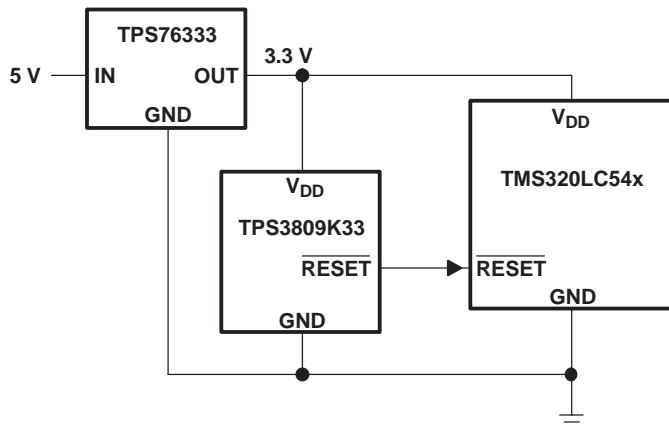 TPS76333
5 V
IN
OUT
3.3 V
GND
V_DD
TPS3809K33
RESET
GND
V_DD
TMS320LC54x
RESET
GND